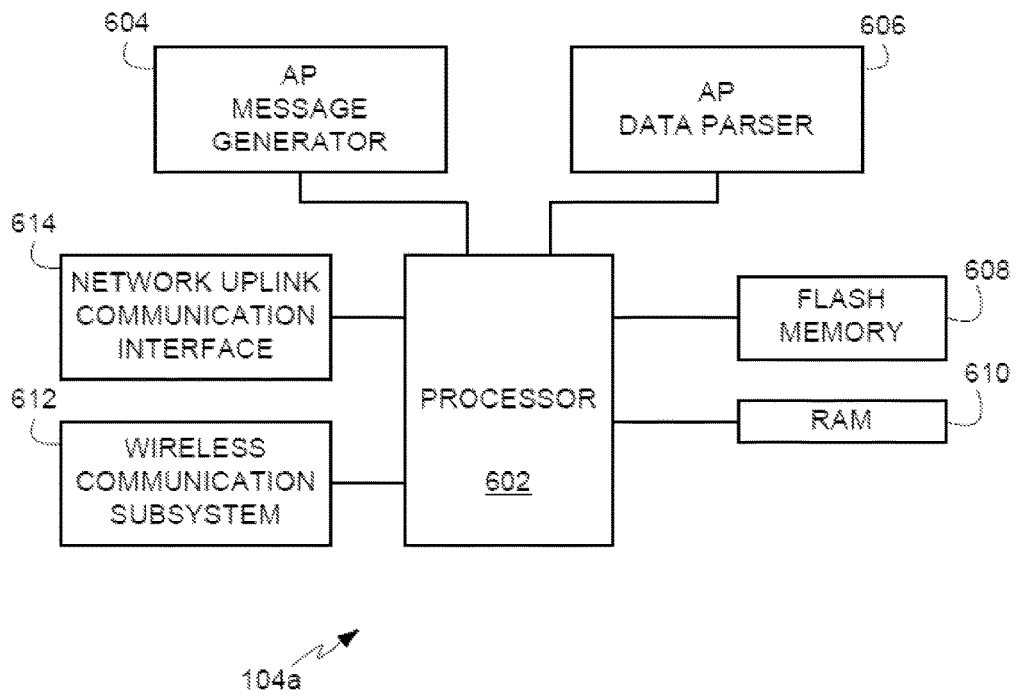 604
AP
MESSAGE
GENERATOR
606
AP
DATA PARSER
614
NETWORK UPLINK
COMMUNICATION
INTERFACE
612
WIRELESS
COMMUNICATION
SUBSYSTEM
PROCESSOR
602
608
FLASH
MEMORY
610
RAM
104a